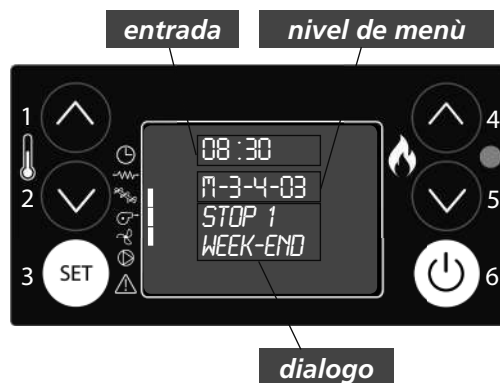 entrada
nivel de menù
1
4
08:30
M-3-4-03
2
5
STOP 1
WEEK-END
3
SET
6
dialogo